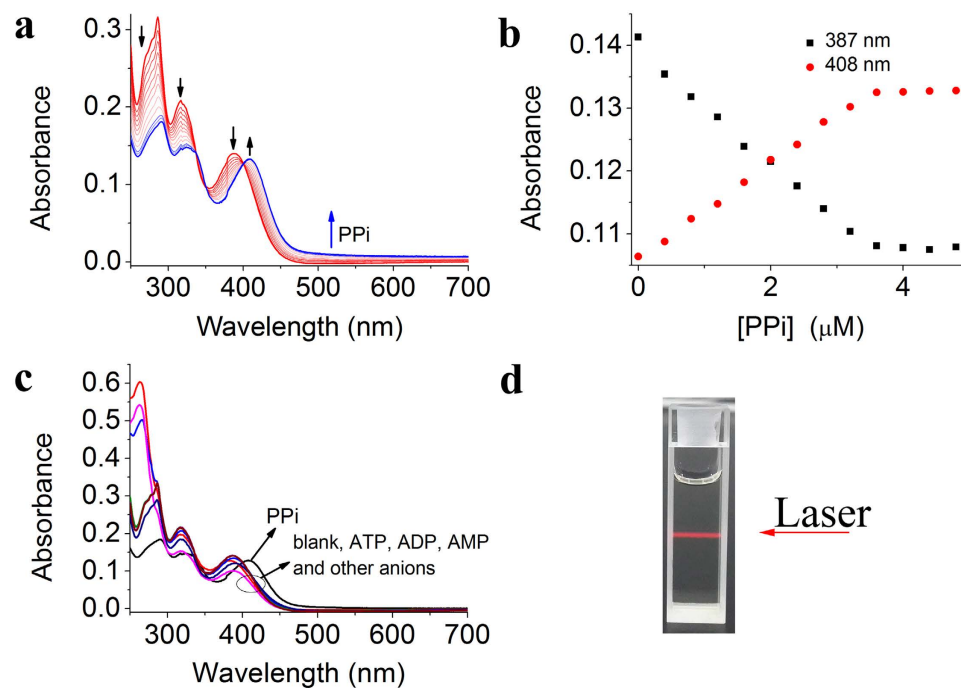 a
0.3
0.2
0.1
0.0
300 400 500 600 700
Absorbance
Wavelength (nm)
PPi
b
387 nm
408 nm
0.14
0.13
0.12
0.11
0 2 4
Absorbance
[PPi] (μM)
c
0.6
0.5
0.4
0.3
0.2
0.1
0.0
300 400 500 600 700
Absorbance
Wavelength (nm)
PPi
blank, ATP, ADP, AMP
and other anions
d
Laser